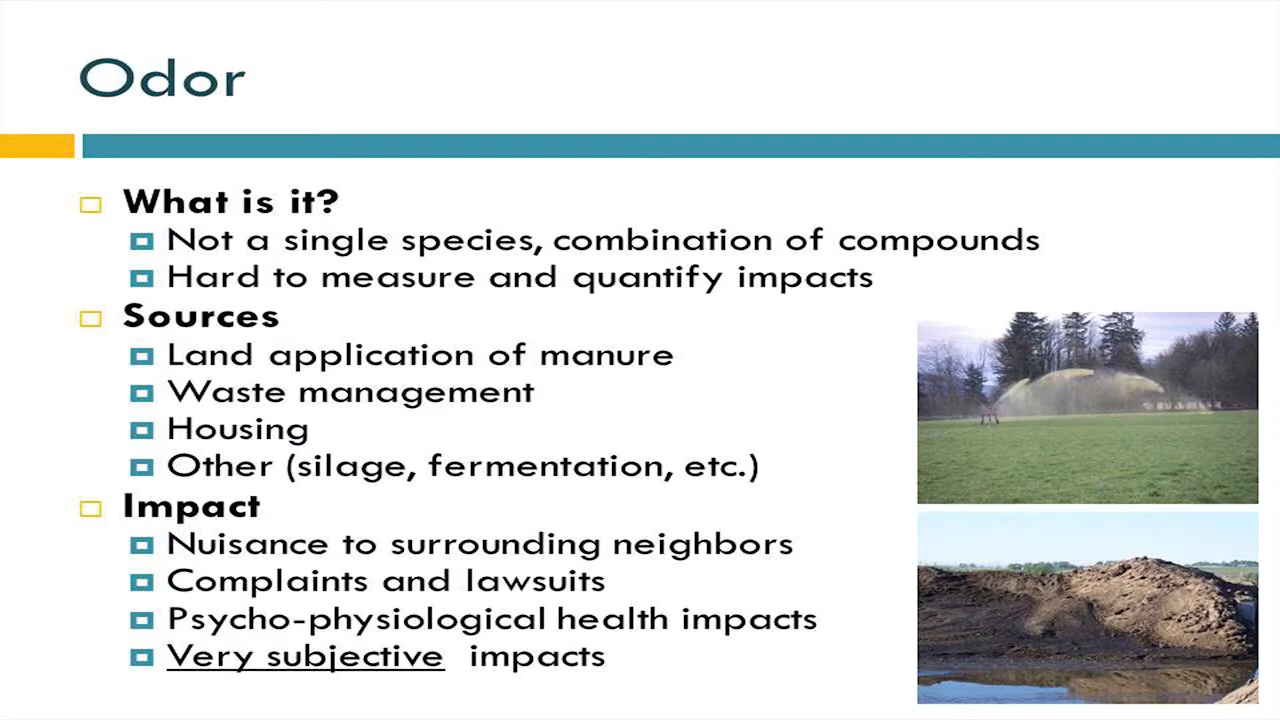 Odor
What is it?
Not a single species, combination of compounds
Hard to measure and quantify impacts
Sources
Land application of manure
Waste management
Housing
Other (silage, fermentation, etc.)
Impact
Nuisance to surrounding neighbors
Complaints and lawsuits
Psycho-physiological health impacts
Very subjective impacts